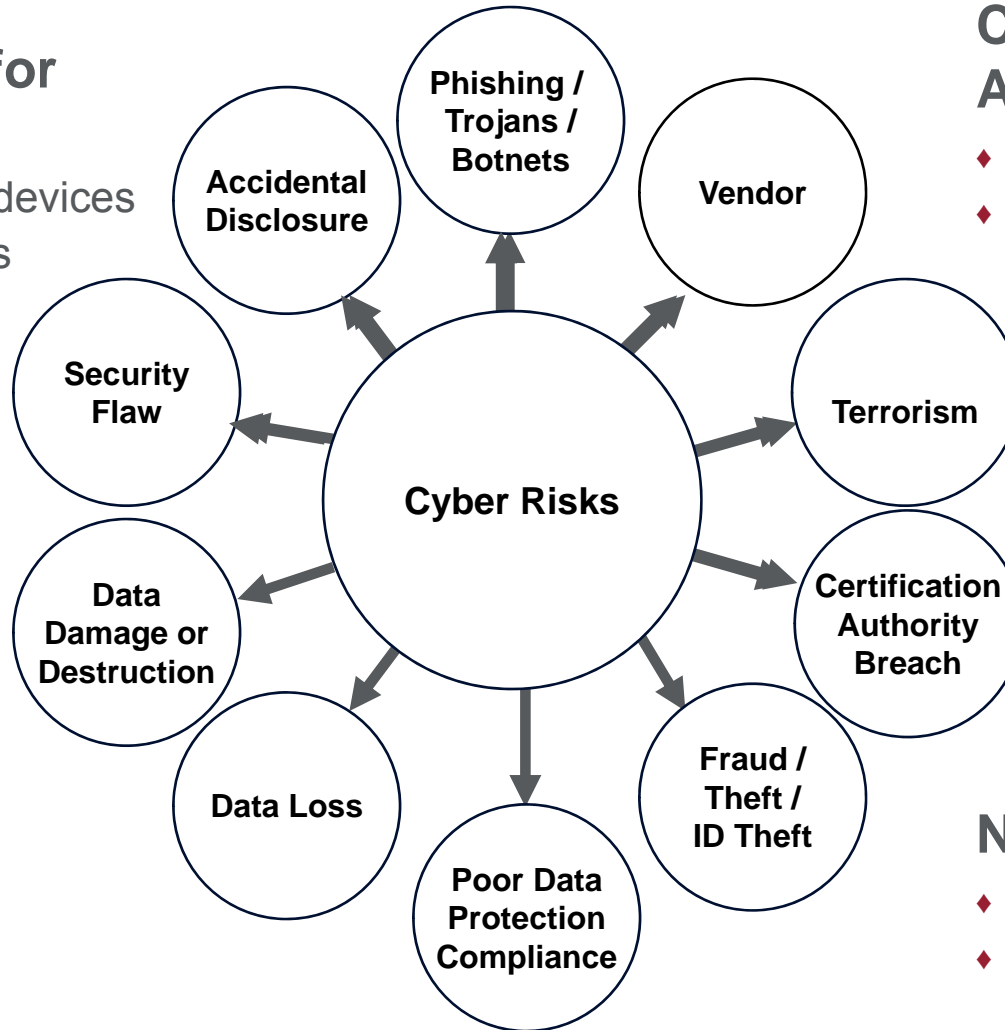 for
devices
s
Phishing /
Trojans /
Botnets
Accidental
Disclosure
Vendor
Security
Flaw
Terrorism
Cyber Risks
Data
Damage or
Destruction
Certification
Authority
Breach
Data Loss
Fraud /
Theft /
ID Theft
Poor Data
Protection
Compliance
A
N